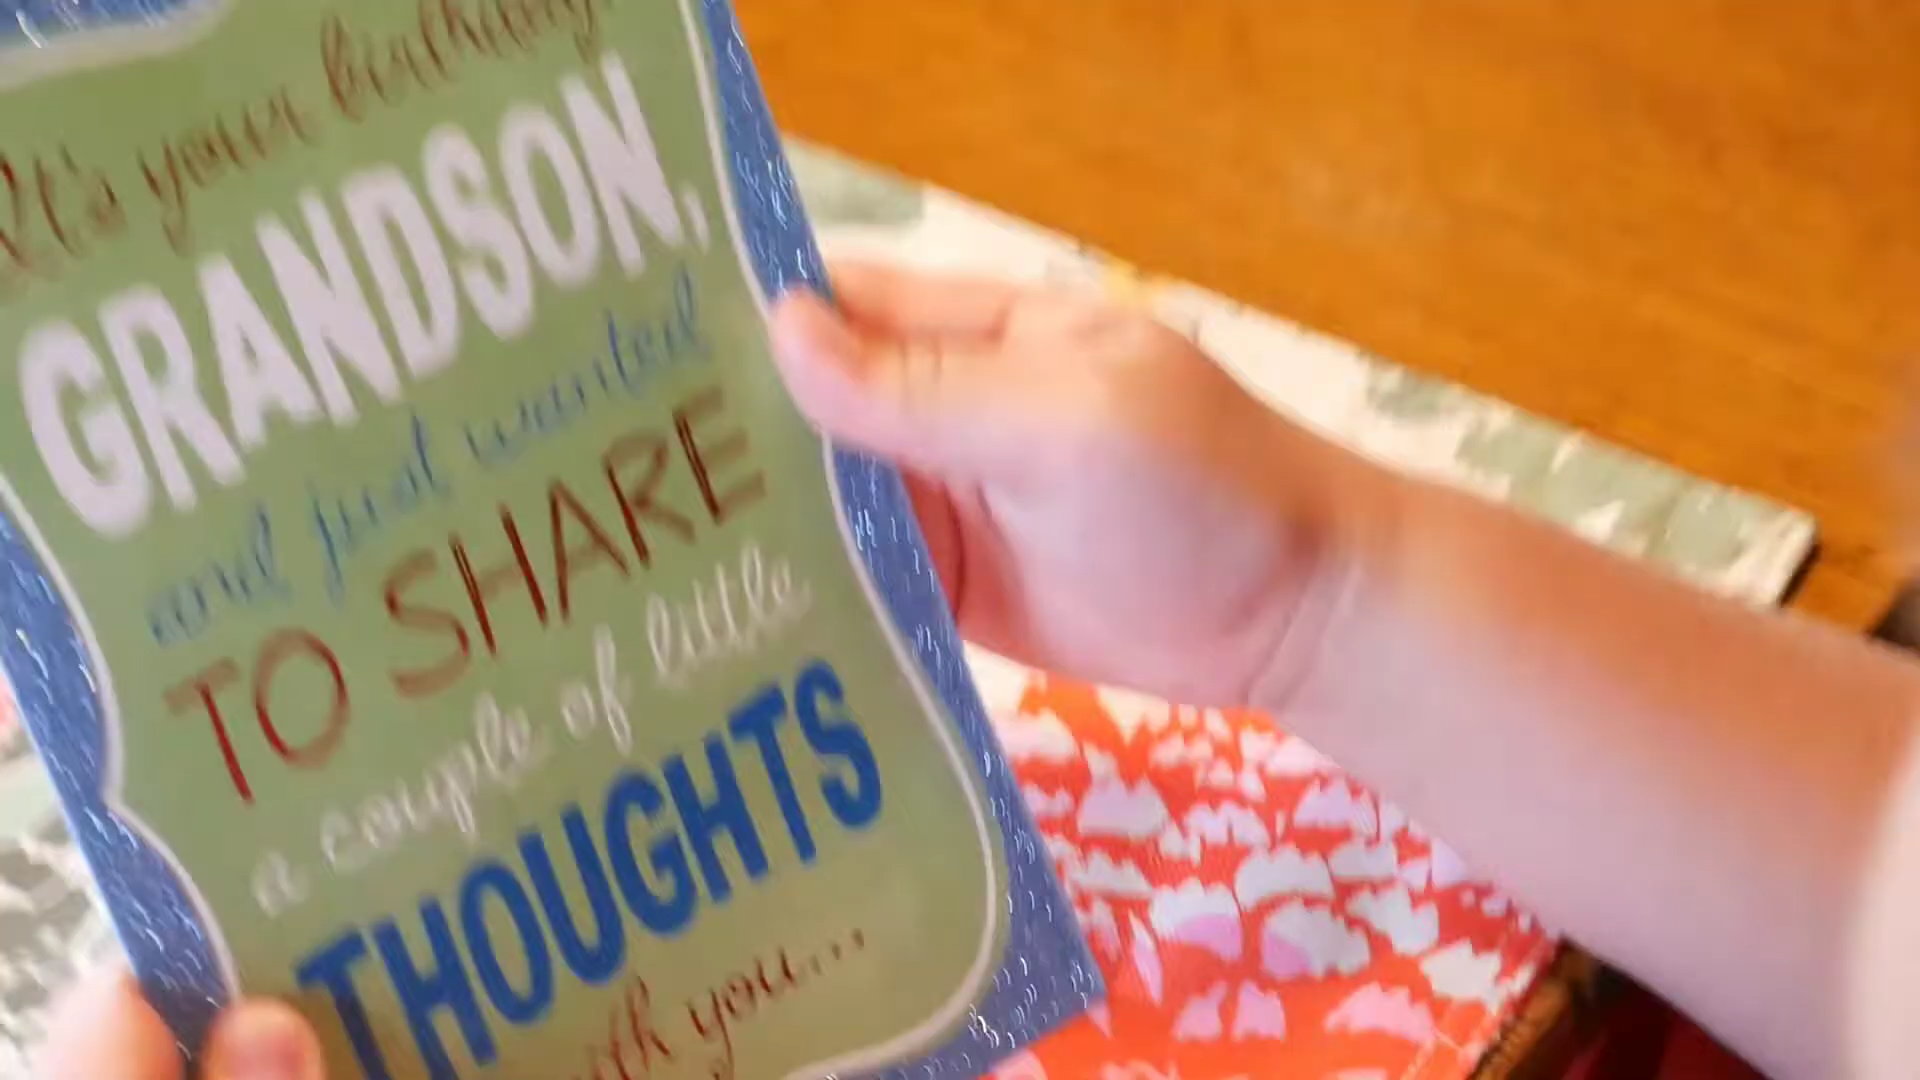 It's your birthday,
GRANDSON,
and just wanted
TO SHARE
a couple of little
THOUGHTS
with you...